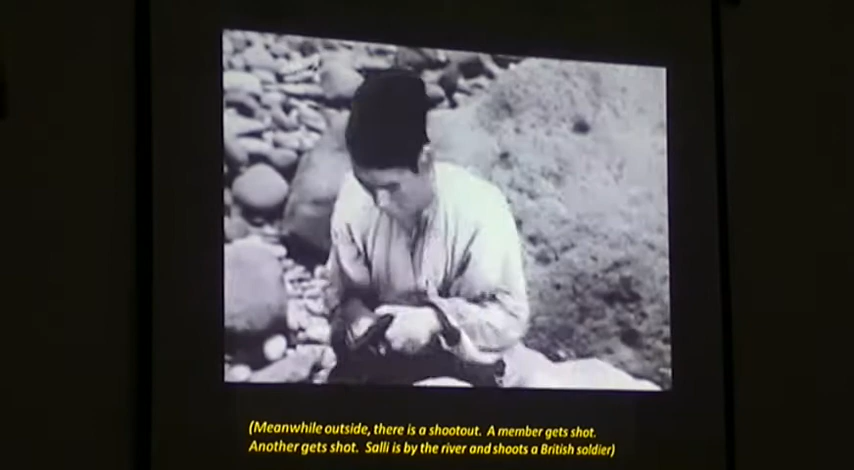 (Meanwhile outside, there is a shootout. A member gets shot.
Another gets shot. Salli is by the river and shoots a British soldier)